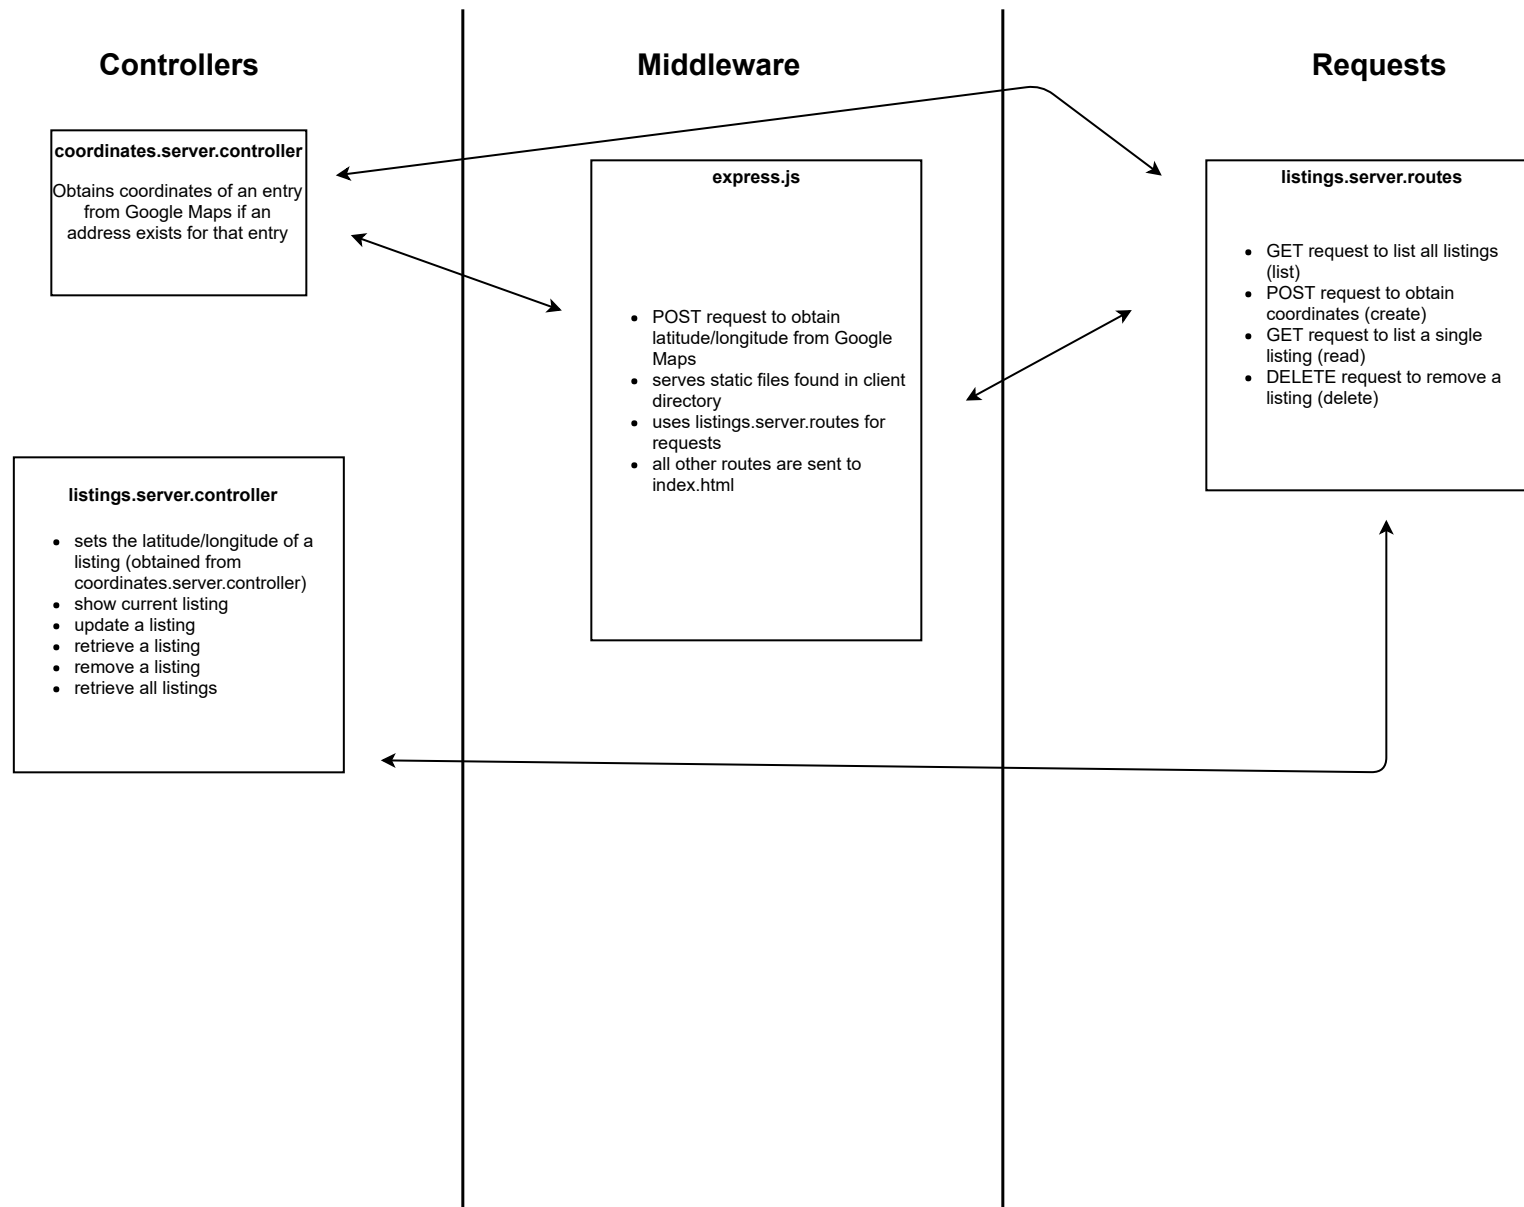 Controllers
Middleware
Requests
coordinates.server.controller
Obtains coordinates of an entry
from Google Maps if an
address exists for that entry
listings.server.controller
sets the latitude/longitude of a
listing (obtained from
coordinates.server.controller)
show current listing
update a listing
retrieve a listing
remove a listing
retrieve all listings
express.js
POST request to obtain
latitude/longitude from Google
Maps
serves static files found in client
directory
uses listings.server.routes for
requests
all other routes are sent to
index.html
listings.server.routes
GET request to list all listings
(list)
POST request to obtain
coordinates (create)
GET request to list a single
listing (read)
DELETE request to remove a
listing (delete)